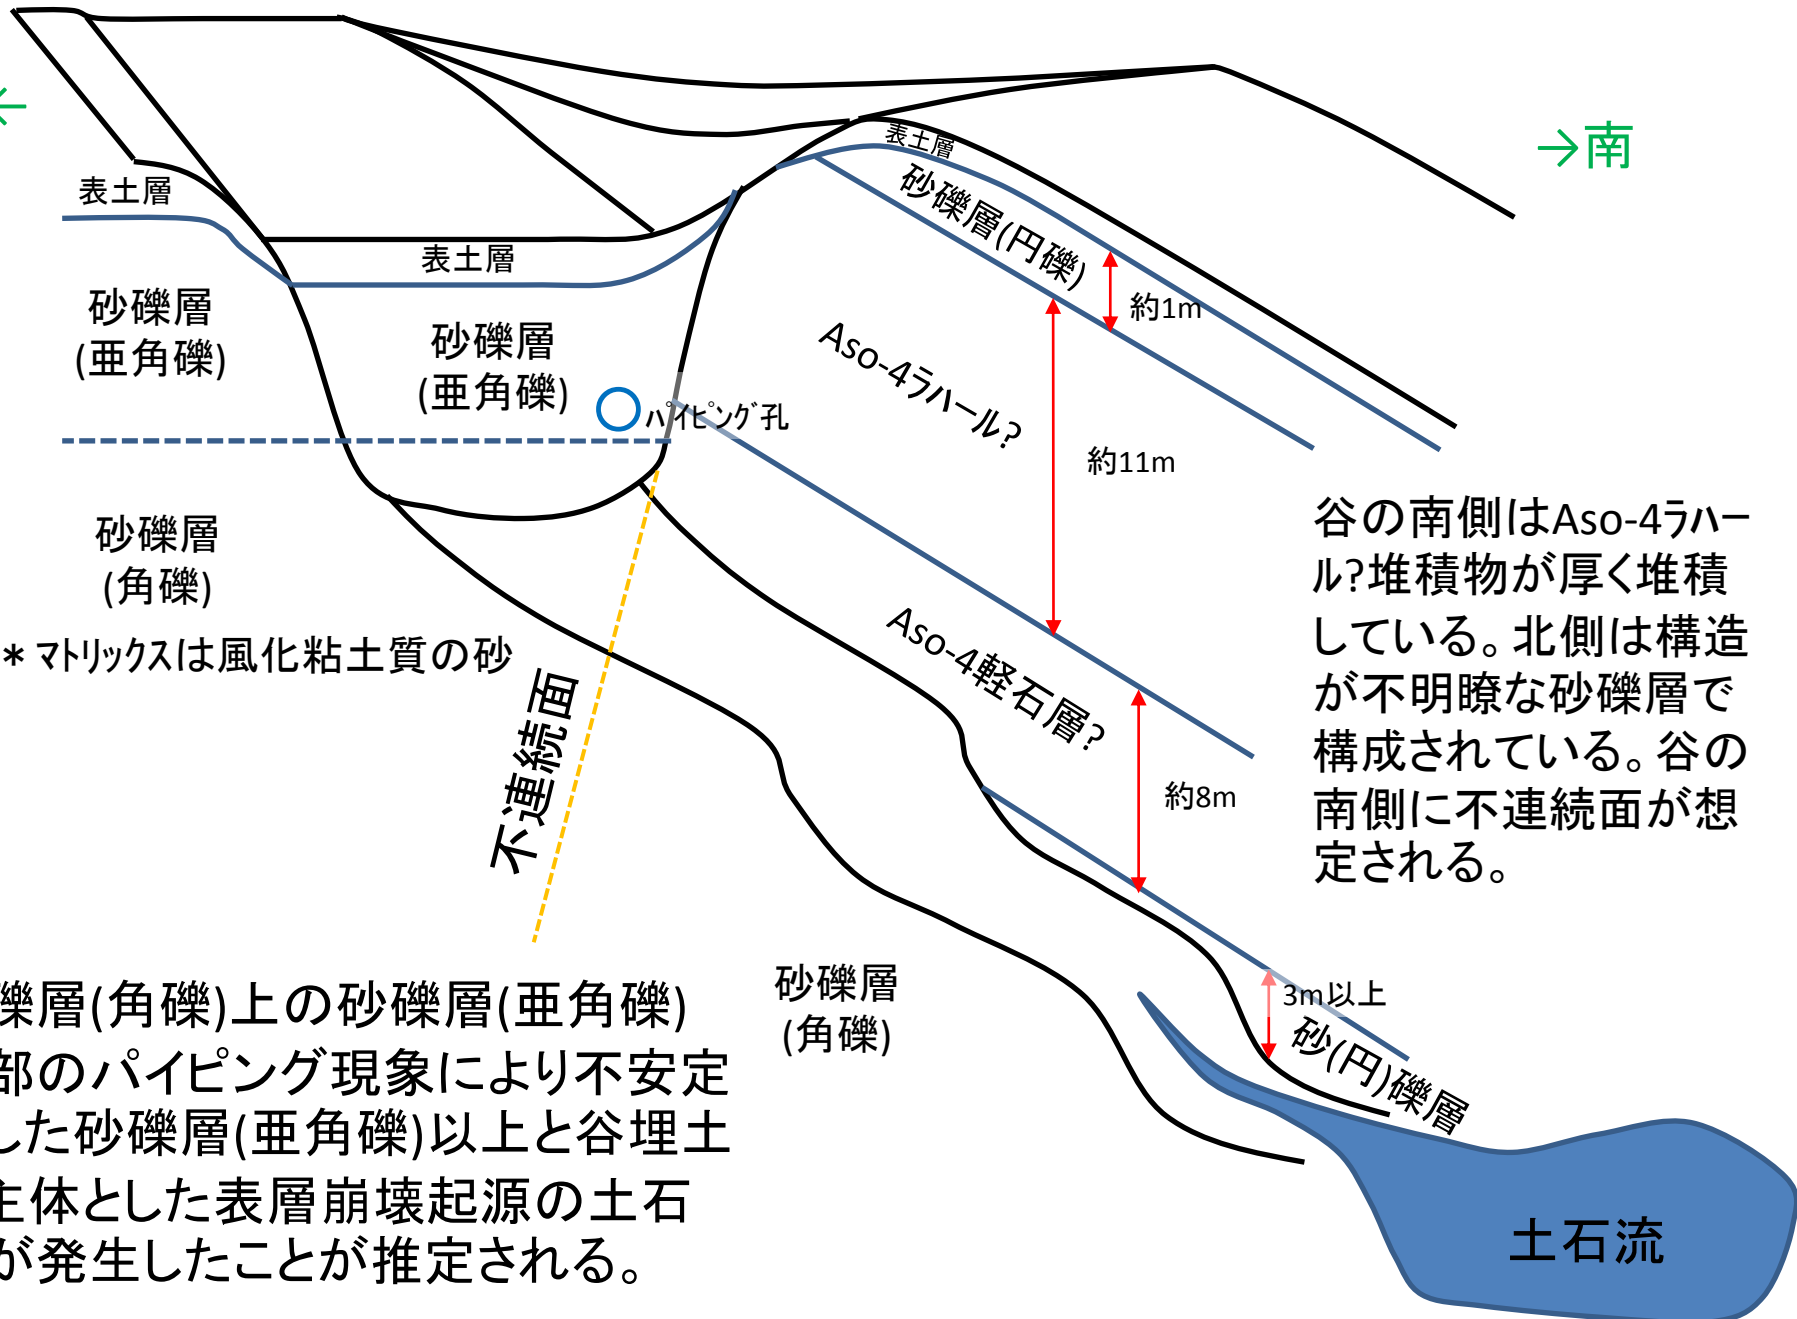 ←
→南
表土層
表土層
表土層
砂礫層(円礫)
約1m
砂礫層
(亜角礫)
砂礫層
(亜角礫)
Aso-4ラハール?
パイピング孔
約11m
砂礫層
(角礫)
＊マトリックスは風化粘土質の砂
不連続面
Aso-4軽石層?
約8m
谷の南側はAso-4ラハー
ル?堆積物が厚く堆積
している。北側は構造
が不明瞭な砂礫層で
構成されている。谷の
南側に不連続面が想
定される。
砂礫層
(角礫)
3m以上
砂(円)礫層
土石流
礫層(角礫)上の砂礫層(亜角礫)
部のパイピング現象により不安定
した砂礫層(亜角礫)以上と谷埋土
主体とした表層崩壊起源の土石
が発生したことが推定される。